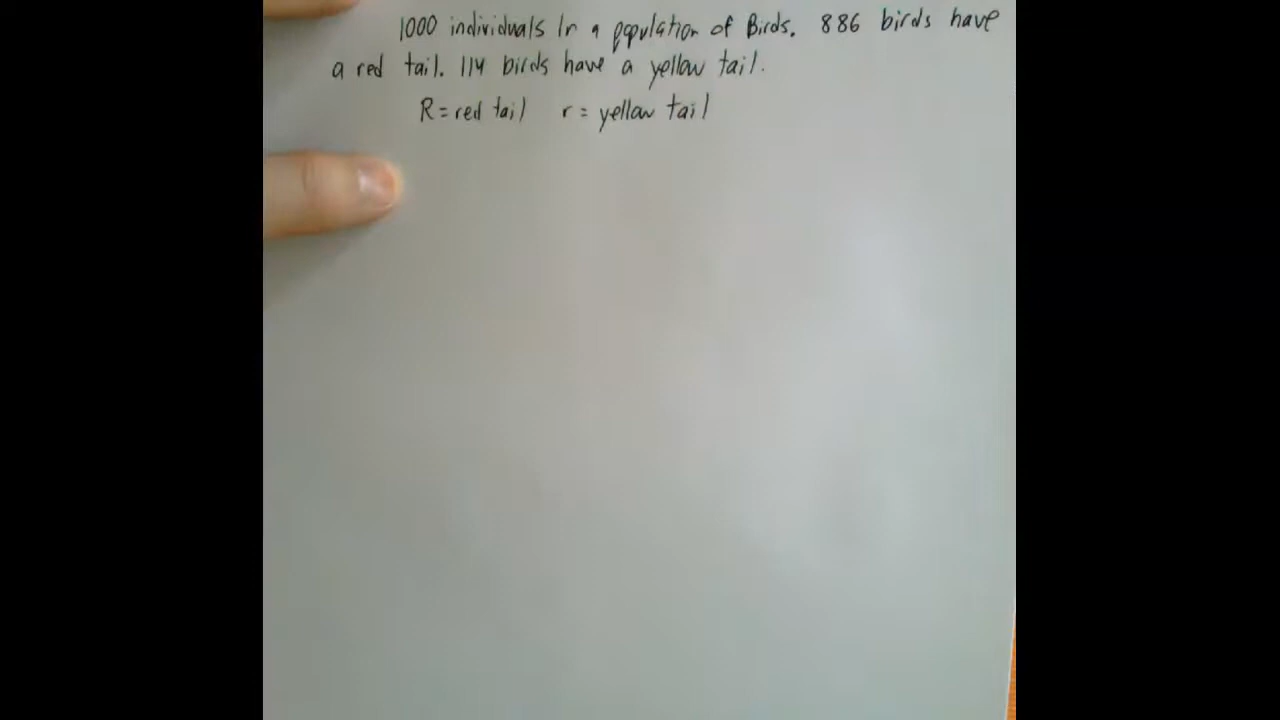 1000 individuals In a population of Birds. 886 birds have
a red tail. 114 birds have a yellow tail.
R = red tail r = yellow tail